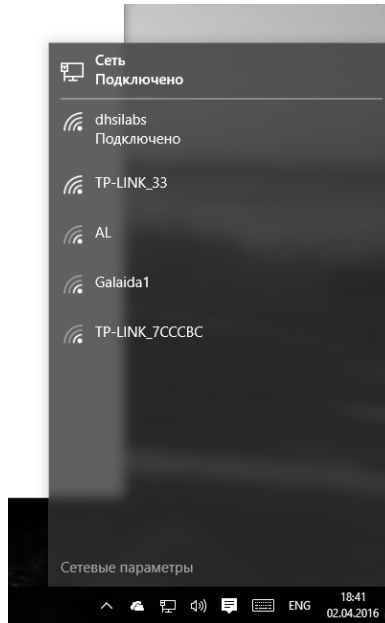 Сеть
Подключено
dhsilabs
Подключено
TP-LINK_33
AL
Galaida1
TP-LINK_7CCCBC
Сетевые параметры
ENG
18:41
02.04.2016